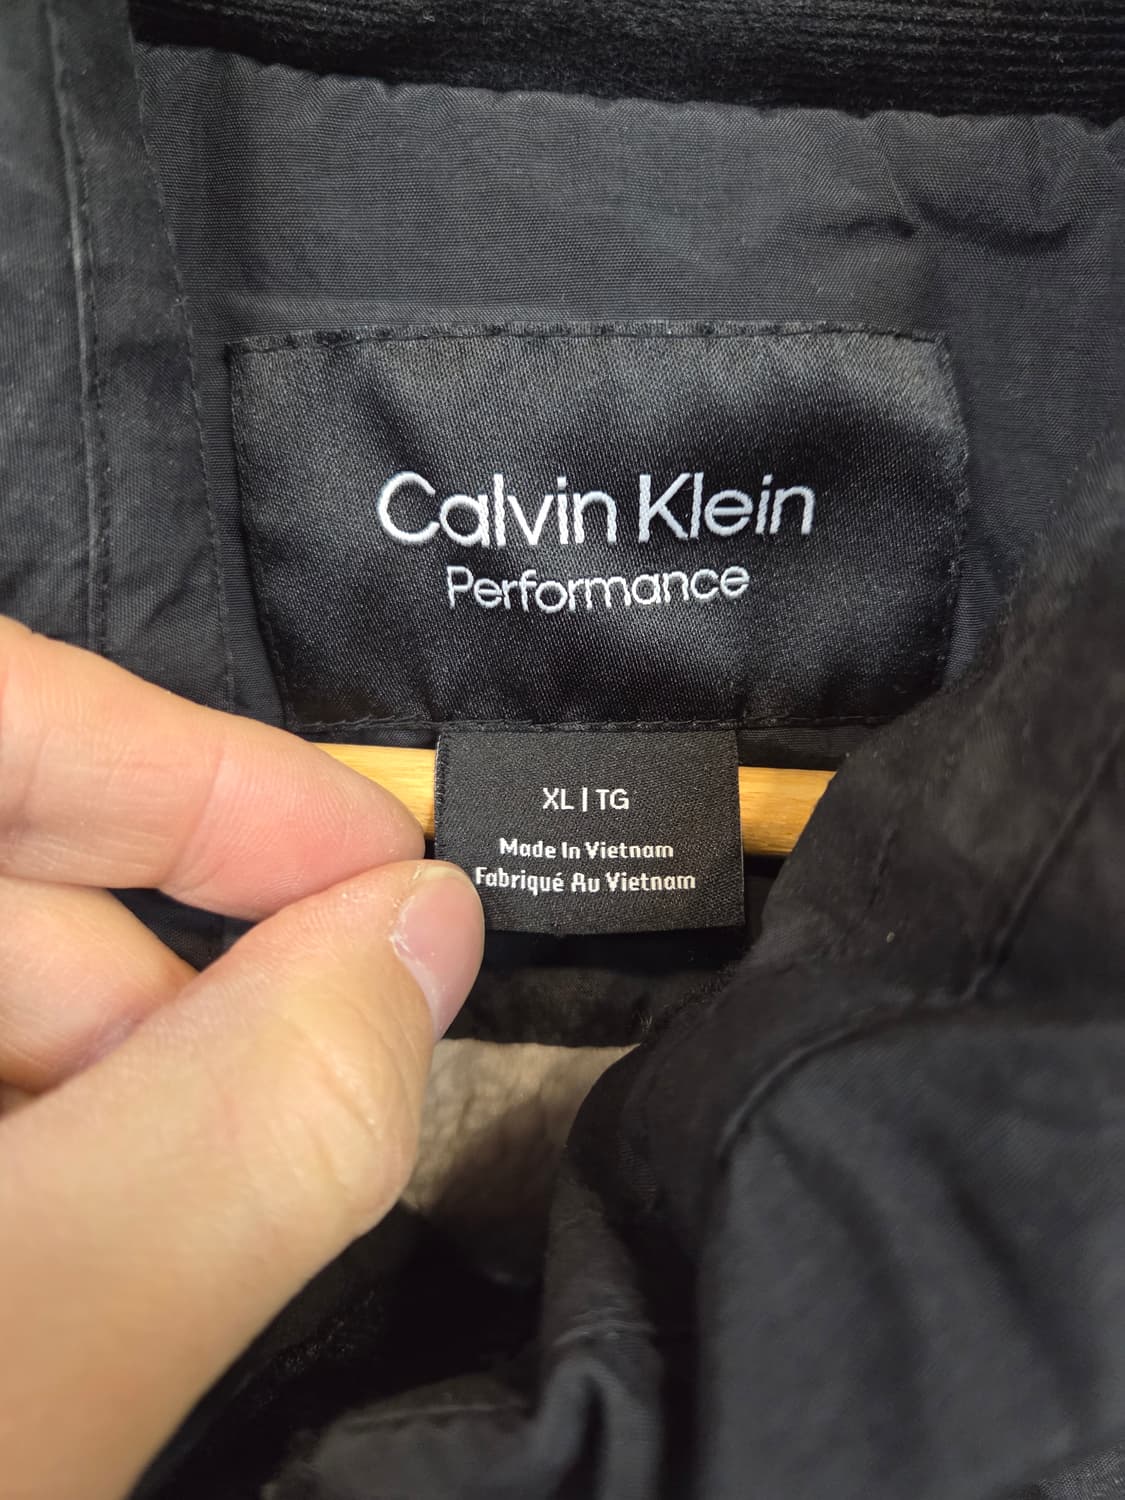 Calvin Klein
Performance
XL | TG
Made In Vietnam
Fabriqué Au Vietnam